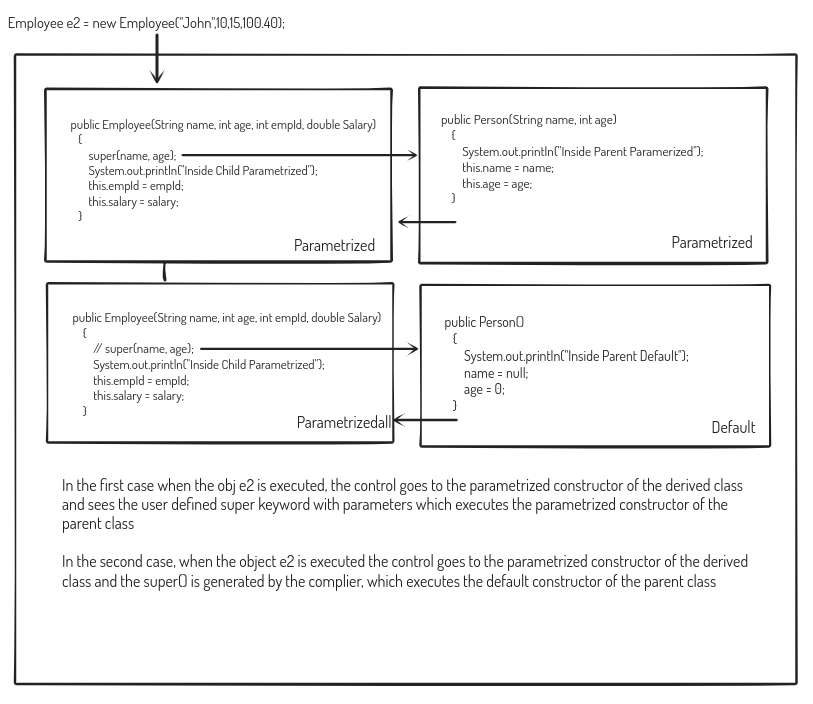 Employee e2 = new Employee("John",10,15,100.40);
public Employee(String name, int age, int empId, double Salary)
{
super(name, age);
System.out.println("Inside Child Parametrized");
this.empId = empId;
this.salary = salary;
}
Parametrized
public Person(String name, int age)
{
System.out.println("Inside Parent Paramerized");
this.name = name;
this.age = age;
}
Parametrized
public Employee(String name, int age, int empId, double Salary)
{
// super(name, age);
System.out.println("Inside Child Parametrized");
this.empId = empId;
this.salary = salary;
}
Parametrizedall
public Person()
{
System.out.println("Inside Parent Default");
name = null;
age = 0;
}
Default
In the first case when the obj e2 is executed, the control goes to the parametrized constructor of the derived class
and sees the user defined super keyword with parameters which executes the parametrized constructor of the
parent class
In the second case, when the object e2 is executed the control goes to the parametrized constructor of the derived
class and the super() is generated by the complier, which executes the default constructor of the parent class